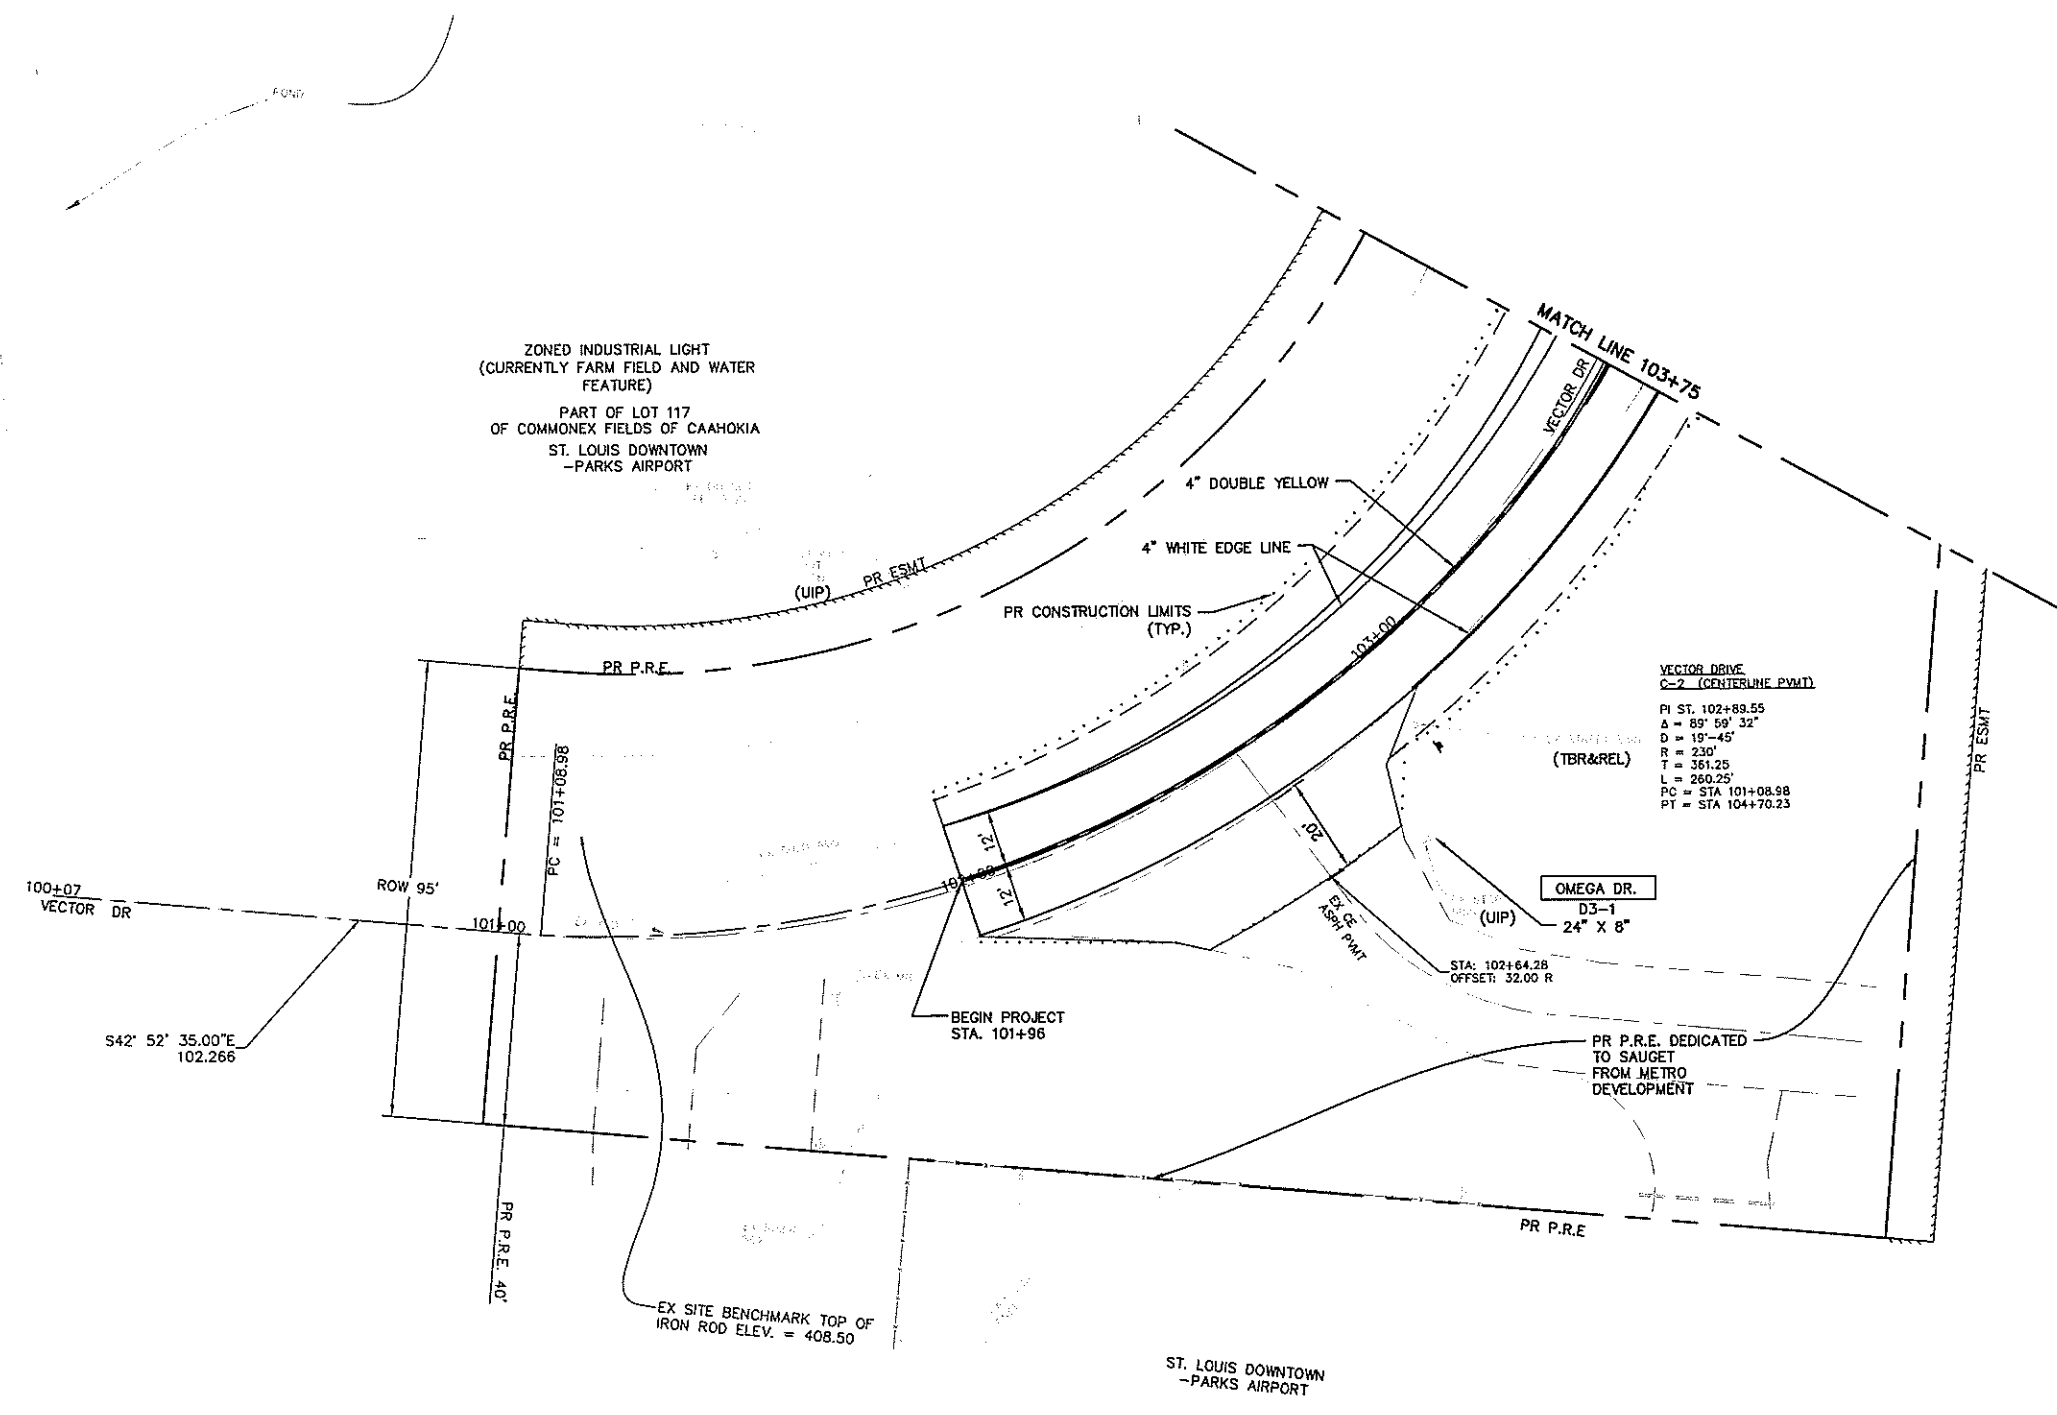 POND
ZONED INDUSTRIAL LIGHT
(CURRENTLY FARM FIELD AND WATER
FEATURE)
PART OF LOT 117
OF COMMONEX FIELDS OF CAAHOKIA
ST. LOUIS DOWNTOWN
-PARKS AIRPORT
MATCH LINE 103+75
VECTOR DR
4" DOUBLE YELLOW
4" WHITE EDGE LINE
PR CONSTRUCTION LIMITS
(TYP.)
(UIP)
PR ESMT
103+00
PR P.R.E.
PR P.R.E.
PC = 101+08.98
VECTOR DRIVE
C-2 (CENTERLINE PVMT)
PI ST. 102+89.55
Δ = 89° 59' 32"
D = 19°-45'
R = 230'
T = 361.25
L = 260.25'
PC = STA 101+08.98
PT = STA 104+70.23
(TBR&REL)
PR ESMT
12'
12'
20'
100+07
VECTOR DR
ROW 95'
101+00
EX CE
ASPH PVMT
OMEGA DR.
D3-1
24" X 8"
(UIP)
STA: 102+64.28
OFFSET: 32.00 R
BEGIN PROJECT
STA. 101+96
S42° 52' 35.00"E
102.266
PR P.R.E. DEDICATED
TO SAUGET
FROM METRO
DEVELOPMENT
PR P.R.E. 40'
PR P.R.E
EX SITE BENCHMARK TOP OF
IRON ROD ELEV. = 408.50
ST. LOUIS DOWNTOWN
-PARKS AIRPORT